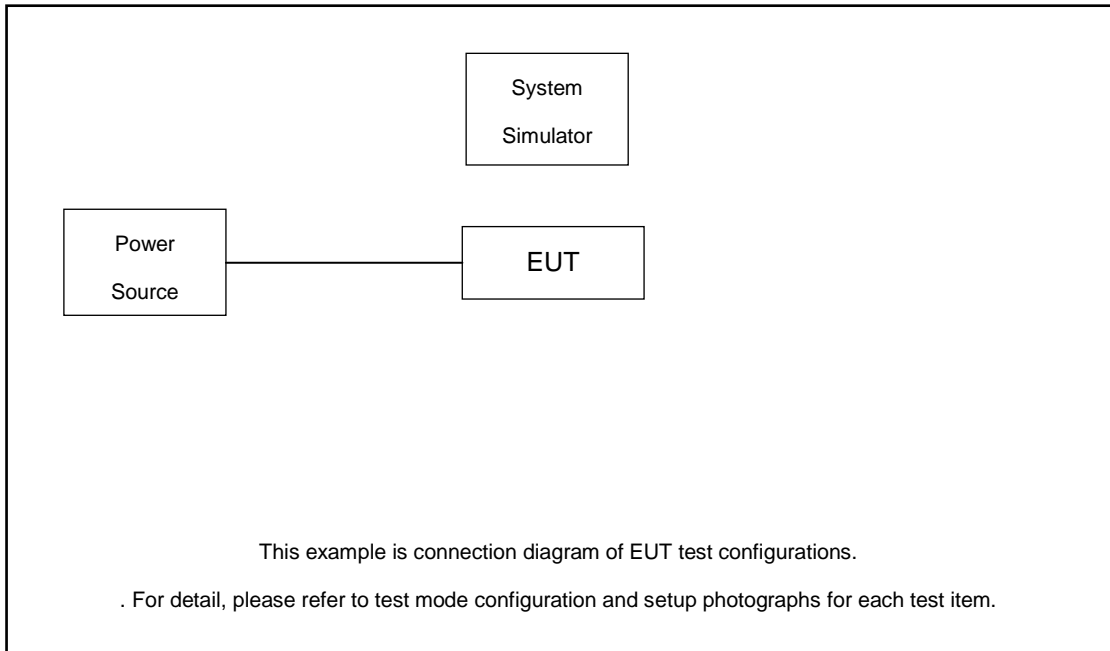 System
Simulator
Power
Source
EUT
This example is connection diagram of EUT test configurations.
. For detail, please refer to test mode configuration and setup photographs for each test item.